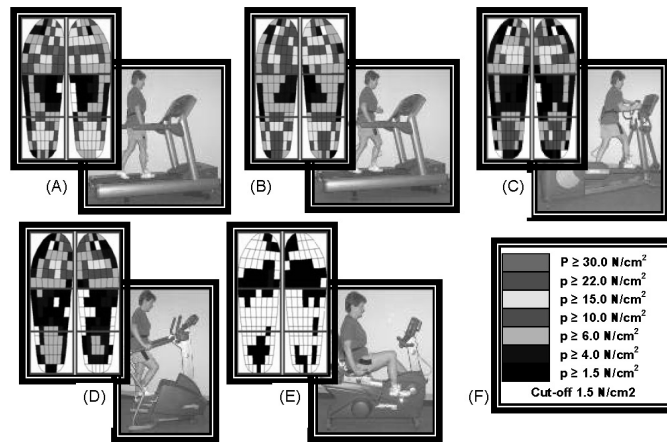 (A)
(B)
(C)
(D)
(E)
(F)
P ≥ 30.0 N/cm²
p ≥ 22.0 N/cm²
p ≥ 15.0 N/cm²
p ≥ 10.0 N/cm²
p ≥ 6.0 N/cm²
p ≥ 4.0 N/cm²
p ≥ 1.5 N/cm²
Cut-off 1.5 N/cm2